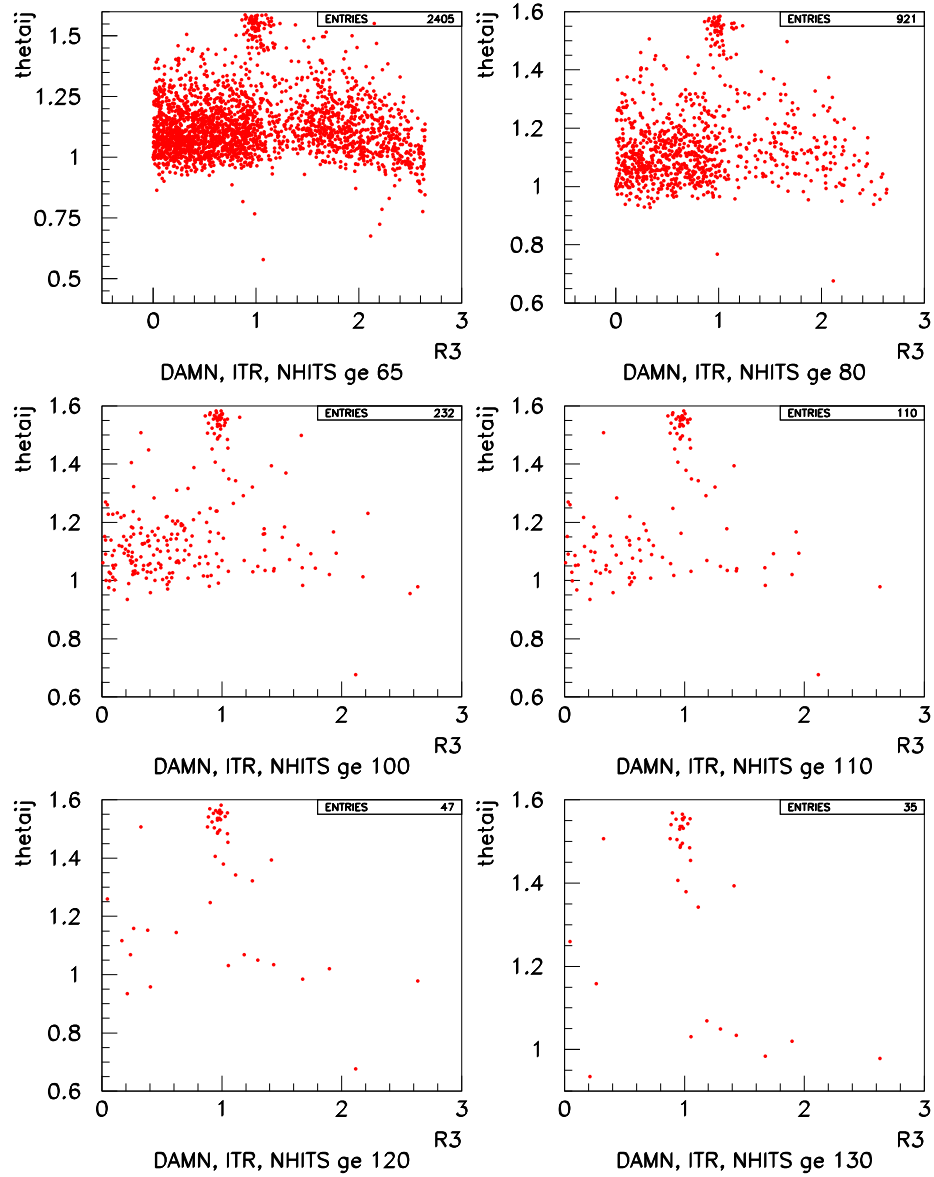 ENTRIES 2405
thetaij
1.5
1.25
1
0.75
0.5
0 1 2 3
R3
DAMN, ITR, NHITS ge 65
ENTRIES 921
thetaij
1.6
1.4
1.2
1
0.8
0.6
0 1 2 3
R3
DAMN, ITR, NHITS ge 80
ENTRIES 232
thetaij
1.6
1.4
1.2
1
0.8
0.6
0 1 2 3
R3
DAMN, ITR, NHITS ge 100
ENTRIES 110
thetaij
1.6
1.4
1.2
1
0.8
0.6
0 1 2 3
R3
DAMN, ITR, NHITS ge 110
ENTRIES 47
thetaij
1.6
1.4
1.2
1
0.8
0.6
0 1 2 3
R3
DAMN, ITR, NHITS ge 120
ENTRIES 35
thetaij
1.6
1.4
1.2
1
0 1 2 3
R3
DAMN, ITR, NHITS ge 130